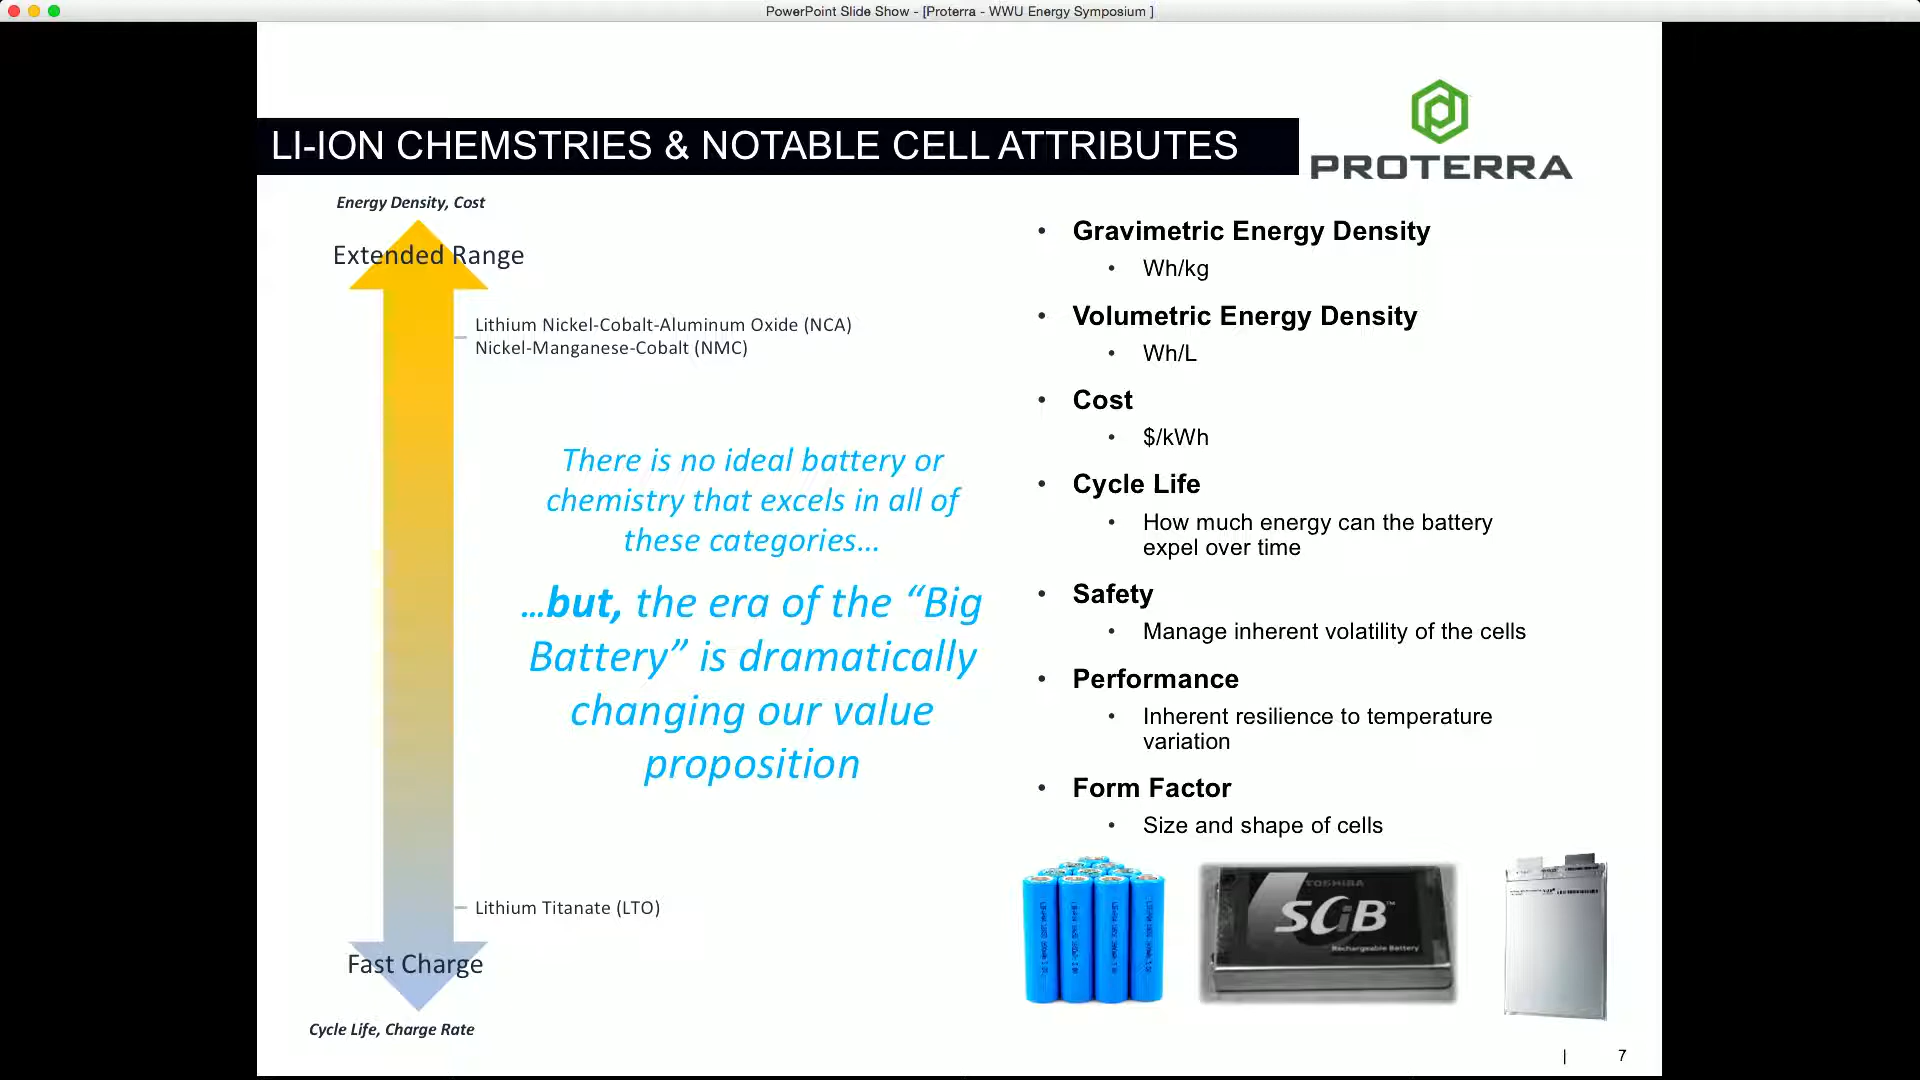 PowerPoint Slide Show - [Proterra - WWU Energy Symposium ]
LI-ION CHEMSTRIES & NOTABLE CELL ATTRIBUTES
PROTERRA
Energy Density, Cost
Extended Range
Lithium Nickel-Cobalt-Aluminum Oxide (NCA)
Nickel-Manganese-Cobalt (NMC)
There is no ideal battery or
chemistry that excels in all of
these categories…
…but, the era of the “Big
Battery” is dramatically
changing our value
proposition
Lithium Titanate (LTO)
Fast Charge
Cycle Life, Charge Rate
• Gravimetric Energy Density
• Wh/kg
• Volumetric Energy Density
• Wh/L
• Cost
• $/kWh
• Cycle Life
• How much energy can the battery
expel over time
• Safety
• Manage inherent volatility of the cells
• Performance
• Inherent resilience to temperature
variation
• Form Factor
• Size and shape of cells
TOSHIBA
SCiB™
Rechargeable Battery
| 7